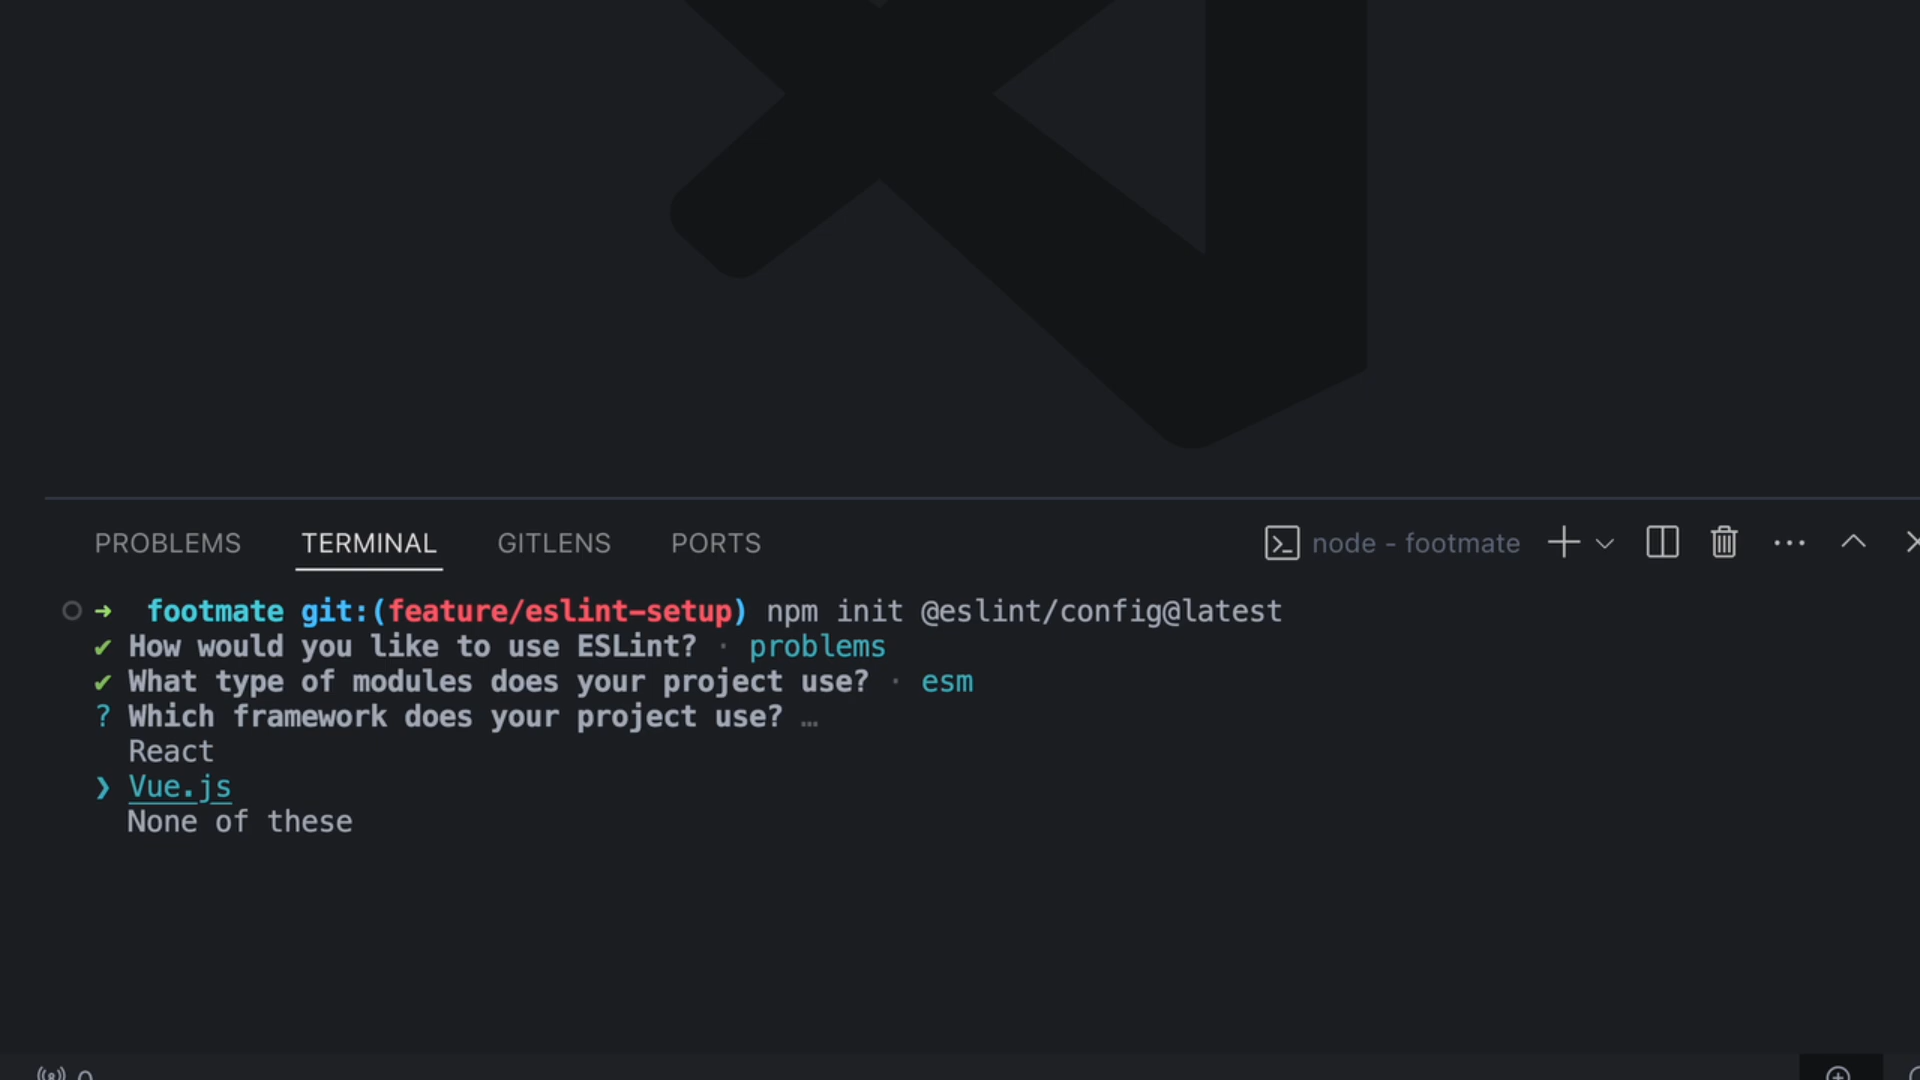 PROBLEMS TERMINAL GITLENS PORTS node - footmate
➜ footmate git:(feature/eslint-setup) npm init @eslint/config@latest
✔ How would you like to use ESLint? · problems
✔ What type of modules does your project use? · esm
? Which framework does your project use? …
React
❯ Vue.js
None of these